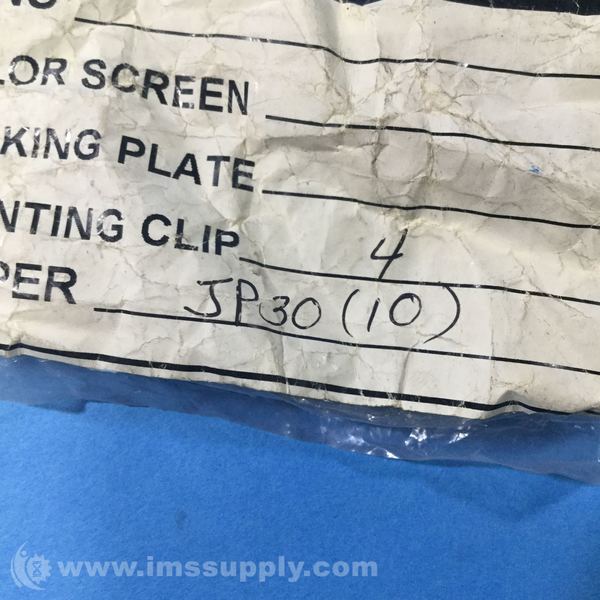 LOR SCREEN
KING PLATE
NTING CLIP 4
PER JP30 (10)
www.imssupply.com